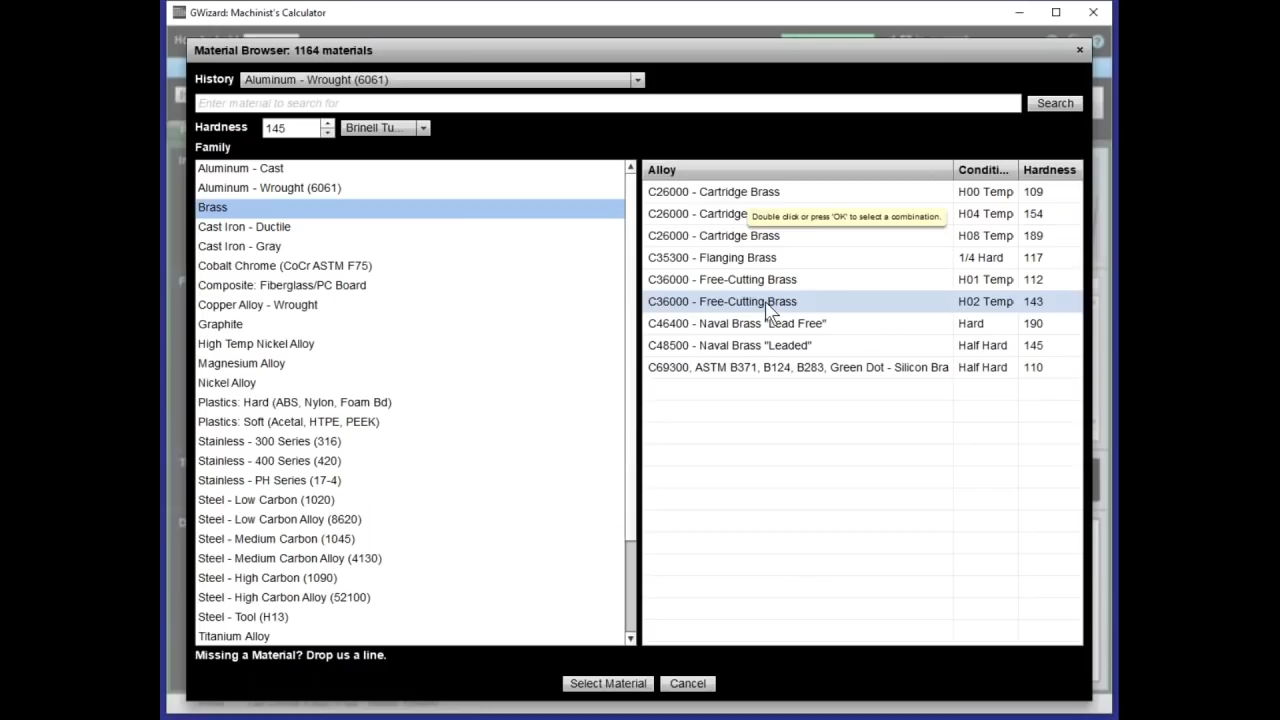 GWizard: Machinist's Calculator
Material Browser: 1164 materials
History Aluminum - Wrought (6061)
Enter material to search for Search
Hardness 145 Brinell Tu...
Family
Aluminum - Cast
Aluminum - Wrought (6061)
Brass
Cast Iron - Ductile
Cast Iron - Gray
Cobalt Chrome (CoCr ASTM F75)
Composite: Fiberglass/PC Board
Copper Alloy - Wrought
Graphite
High Temp Nickel Alloy
Magnesium Alloy
Nickel Alloy
Plastics: Hard (ABS, Nylon, Foam Bd)
Plastics: Soft (Acetal, HTPE, PEEK)
Stainless - 300 Series (316)
Stainless - 400 Series (420)
Stainless - PH Series (17-4)
Steel - Low Carbon (1020)
Steel - Low Carbon Alloy (8620)
Steel - Medium Carbon (1045)
Steel - Medium Carbon Alloy (4130)
Steel - High Carbon (1090)
Steel - High Carbon Alloy (52100)
Steel - Tool (H13)
Titanium Alloy
Alloy Conditi... Hardness
C26000 - Cartridge Brass H00 Temp 109
C26000 - Cartridge H04 Temp 154
Double click or press 'OK' to select a combination.
C26000 - Cartridge Brass H08 Temp 189
C35300 - Flanging Brass 1/4 Hard 117
C36000 - Free-Cutting Brass H01 Temp 112
C36000 - Free-Cutting Brass H02 Temp 143
C46400 - Naval Brass "Lead Free" Hard 190
C48500 - Naval Brass "Leaded" Half Hard 145
C69300, ASTM B371, B124, B283, Green Dot - Silicon Bra Half Hard 110
Missing a Material? Drop us a line.
Select Material Cancel